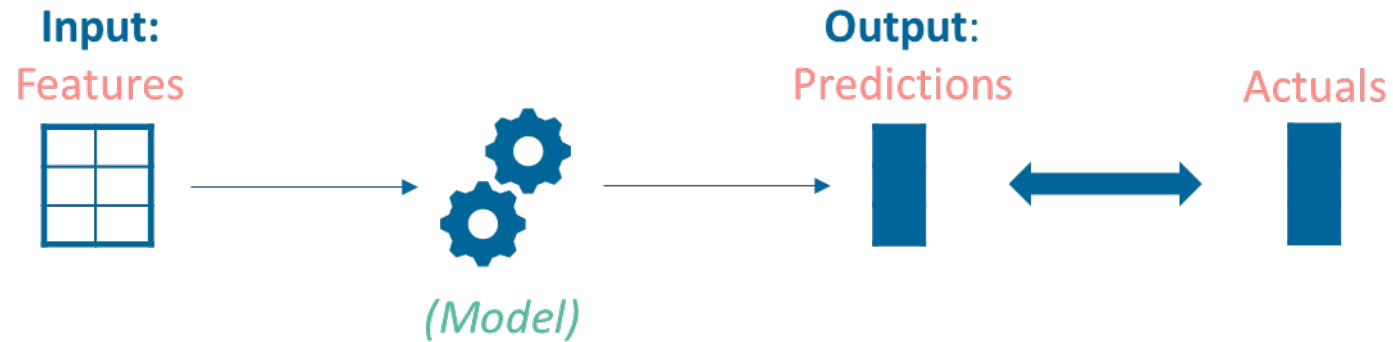 Input:
Features
(Model)
Output:
Predictions
Actuals